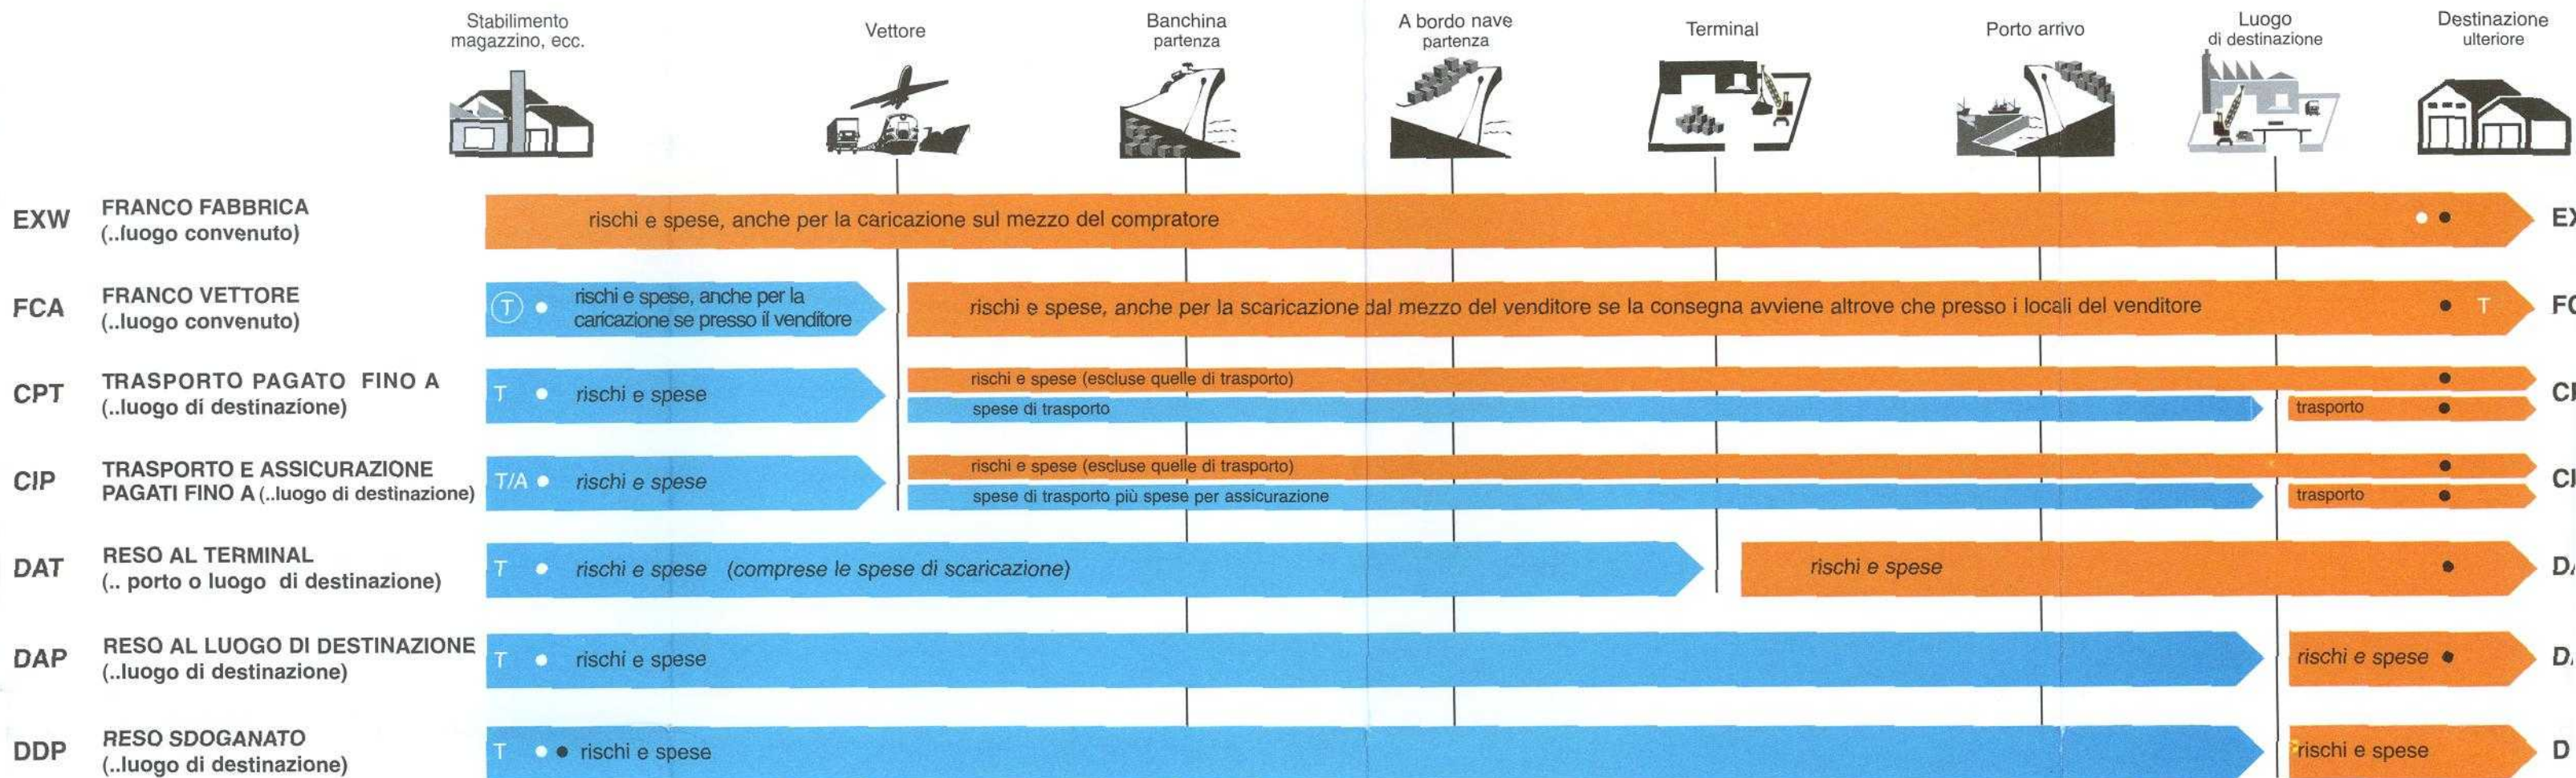 Stabilimento
magazzino, ecc.
Vettore
Banchina
partenza
A bordo nave
partenza
Terminal
Porto arrivo
Luogo
di destinazione
Destinazione
ulteriore
EXW
FRANCO FABBRICA
(..luogo convenuto)
rischi e spese, anche per la caricazione sul mezzo del compratore
EX
FCA
FRANCO VETTORE
(..luogo convenuto)
T
rischi e spese, anche per la
caricazione se presso il venditore
rischi e spese, anche per la scaricazione dal mezzo del venditore se la consegna avviene altrove che presso i locali del venditore
T
FC
CPT
TRASPORTO PAGATO FINO A
(..luogo di destinazione)
T
rischi e spese
rischi e spese (escluse quelle di trasporto)
spese di trasporto
trasporto
CIP
TRASPORTO E ASSICURAZIONE
PAGATI FINO A (..luogo di destinazione)
T/A
rischi e spese
rischi e spese (escluse quelle di trasporto)
spese di trasporto più spese per assicurazione
trasporto
DAT
RESO AL TERMINAL
(.. porto o luogo di destinazione)
T
rischi e spese (comprese le spese di scaricazione)
rischi e spese
D
DAP
RESO AL LUOGO DI DESTINAZIONE
(..luogo di destinazione)
T
rischi e spese
rischi e spese
D
DDP
RESO SDOGANATO
(..luogo di destinazione)
T
rischi e spese
rischi e spese
D